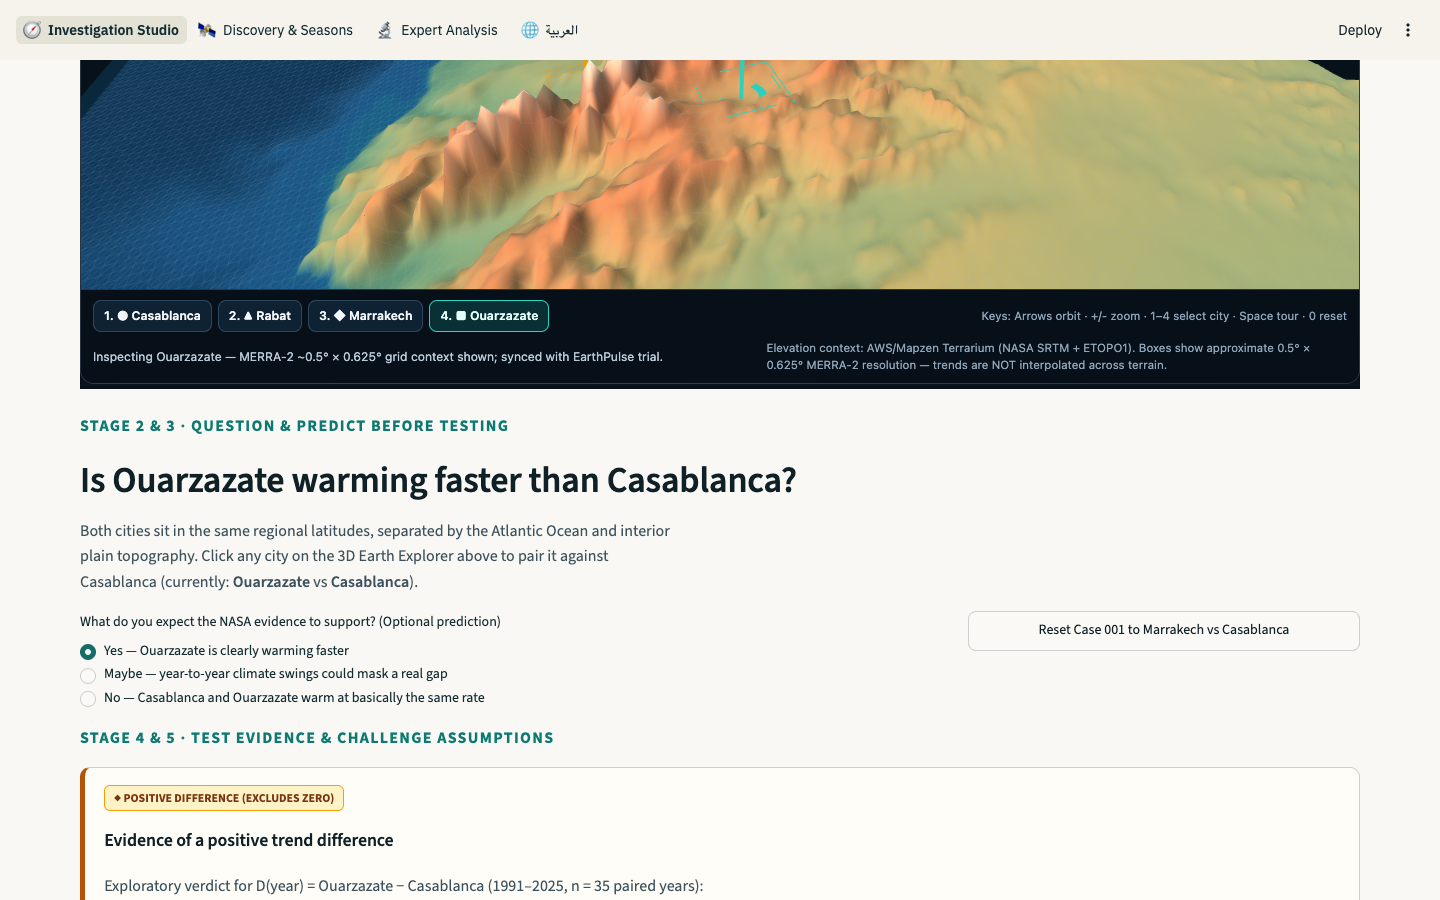 Investigation Studio
Discovery & Seasons
Expert Analysis
العربية
Deploy
1. Casablanca
2. Rabat
3. Marrakech
4. Ouarzazate
Keys: Arrows orbit · +/- zoom · 1–4 select city · Space tour · 0 reset
Inspecting Ouarzazate — MERRA-2 ~0.5° × 0.625° grid context shown; synced with EarthPulse trial.
Elevation context: AWS/Mapzen Terrarium (NASA SRTM + ETOPO1). Boxes show approximate 0.5° ×
0.625° MERRA-2 resolution — trends are NOT interpolated across terrain.
STAGE 2 & 3 · QUESTION & PREDICT BEFORE TESTING
Is Ouarzazate warming faster than Casablanca?
Both cities sit in the same regional latitudes, separated by the Atlantic Ocean and interior
plain topography. Click any city on the 3D Earth Explorer above to pair it against
Casablanca (currently: Ouarzazate vs Casablanca).
What do you expect the NASA evidence to support? (Optional prediction)
Reset Case 001 to Marrakech vs Casablanca
Yes — Ouarzazate is clearly warming faster
Maybe — year-to-year climate swings could mask a real gap
No — Casablanca and Ouarzazate warm at basically the same rate
STAGE 4 & 5 · TEST EVIDENCE & CHALLENGE ASSUMPTIONS
POSITIVE DIFFERENCE (EXCLUDES ZERO)
Evidence of a positive trend difference
Exploratory verdict for D(year) = Ouarzazate − Casablanca (1991–2025, n = 35 paired years):